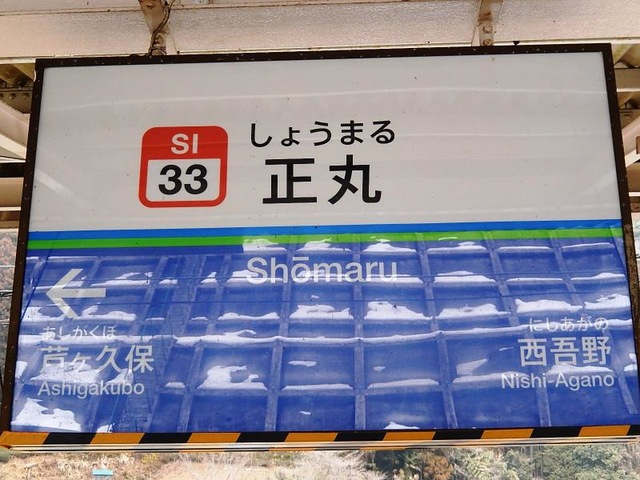 SI
33
しょうまる
正丸
Shōmaru
あしがくぼ
芦ヶ久保
Ashigakubo
にしあがの
西吾野
Nishi-Agano